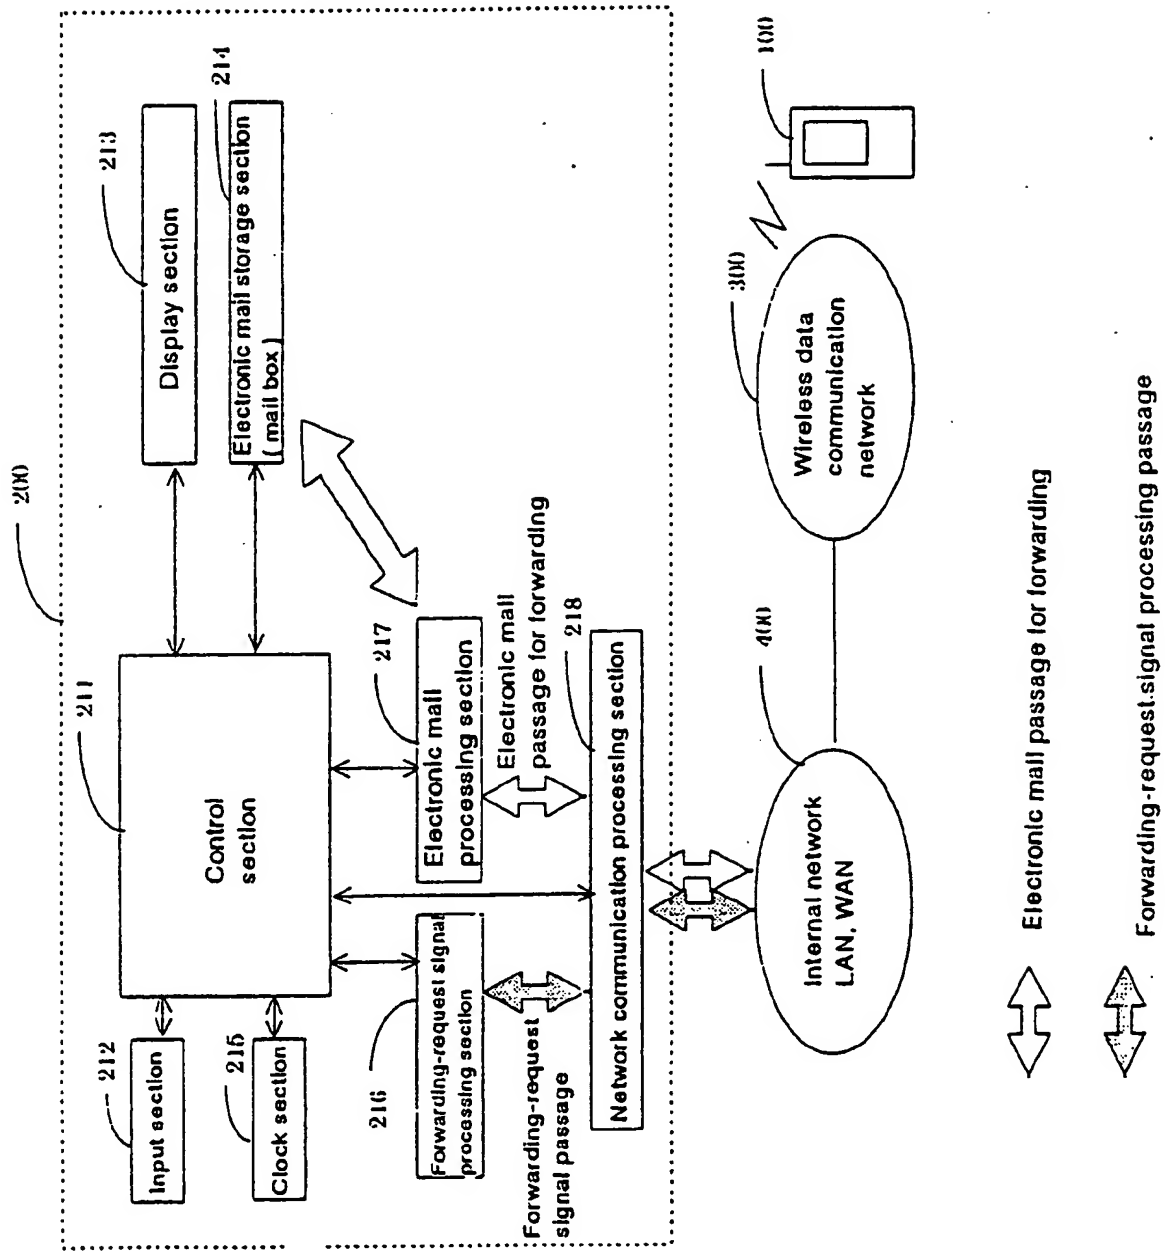 200
211
212
Input section
213
Display section
Control
section
215
Clock section
214
Electronic mail storage section
( mail box )
216
Forwarding-request signal
processing section
217
Electronic mall
processing section
Forwarding-request
signal passage
Electronic mall
passage for forwarding
218
Network communication processing section
400
Internal network
LAN, WAN
300
Wireless data
communication
network
100
Electronic mall passage for forwarding
Forwarding-request.signal processing passage